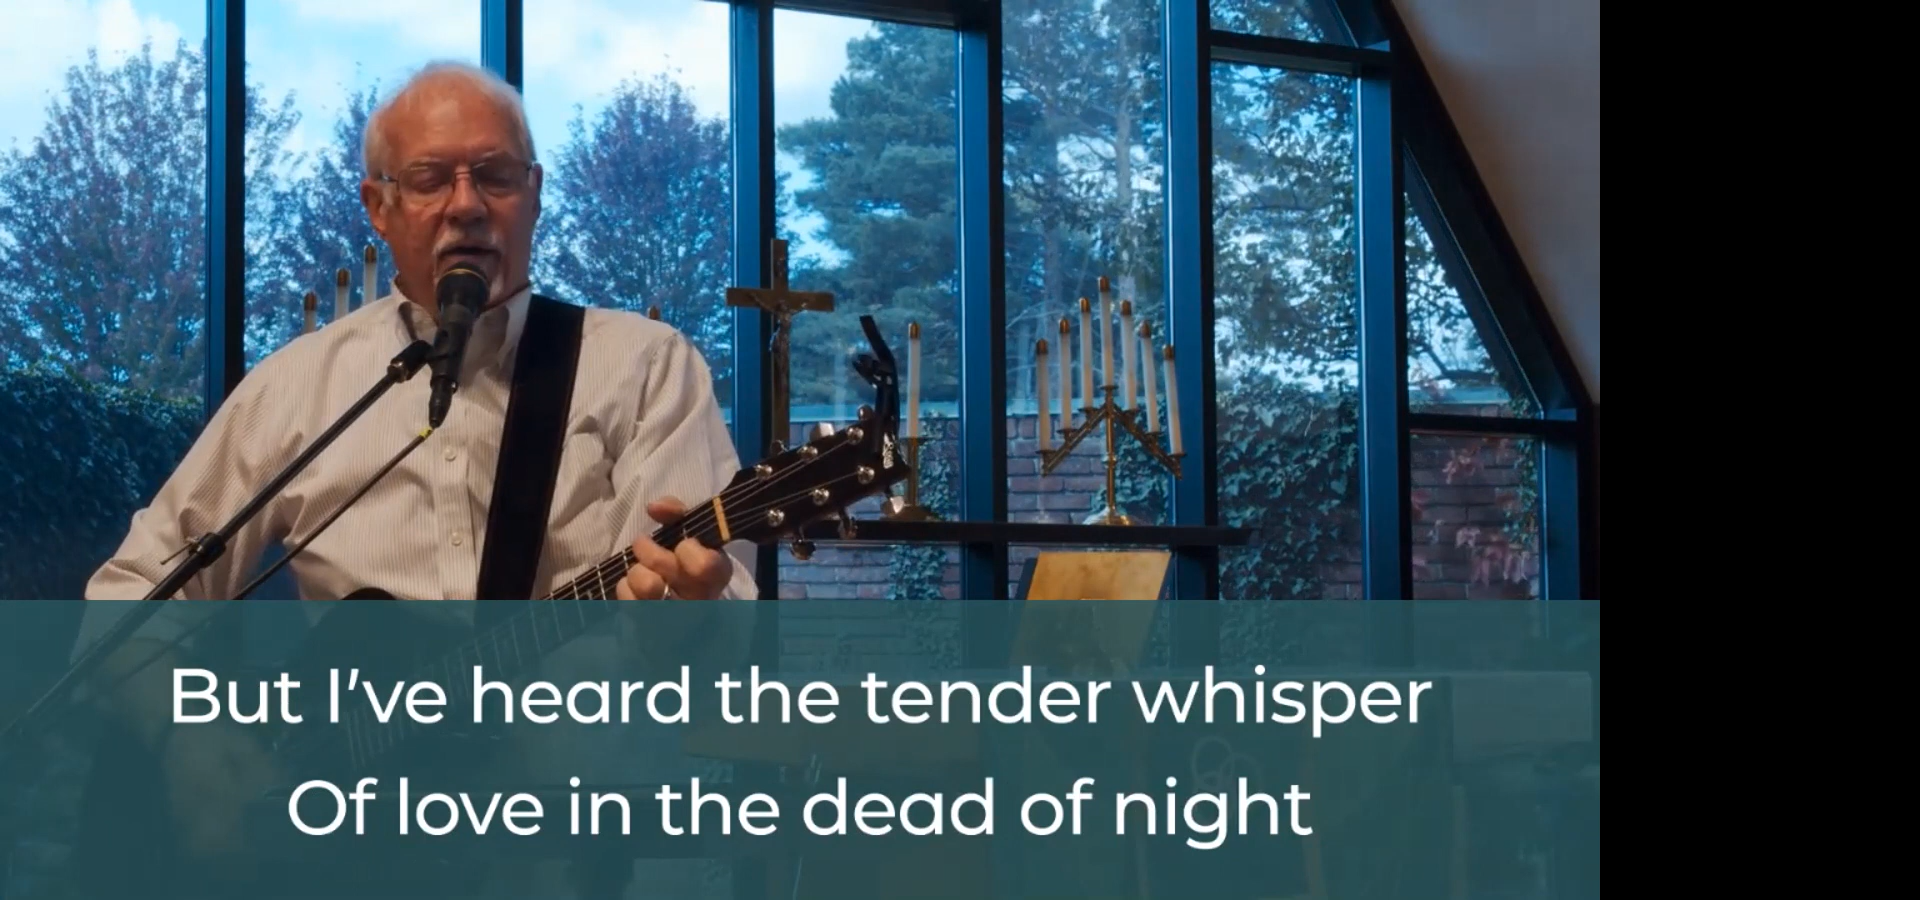 But I've heard the tender whisper
Of love in the dead of night